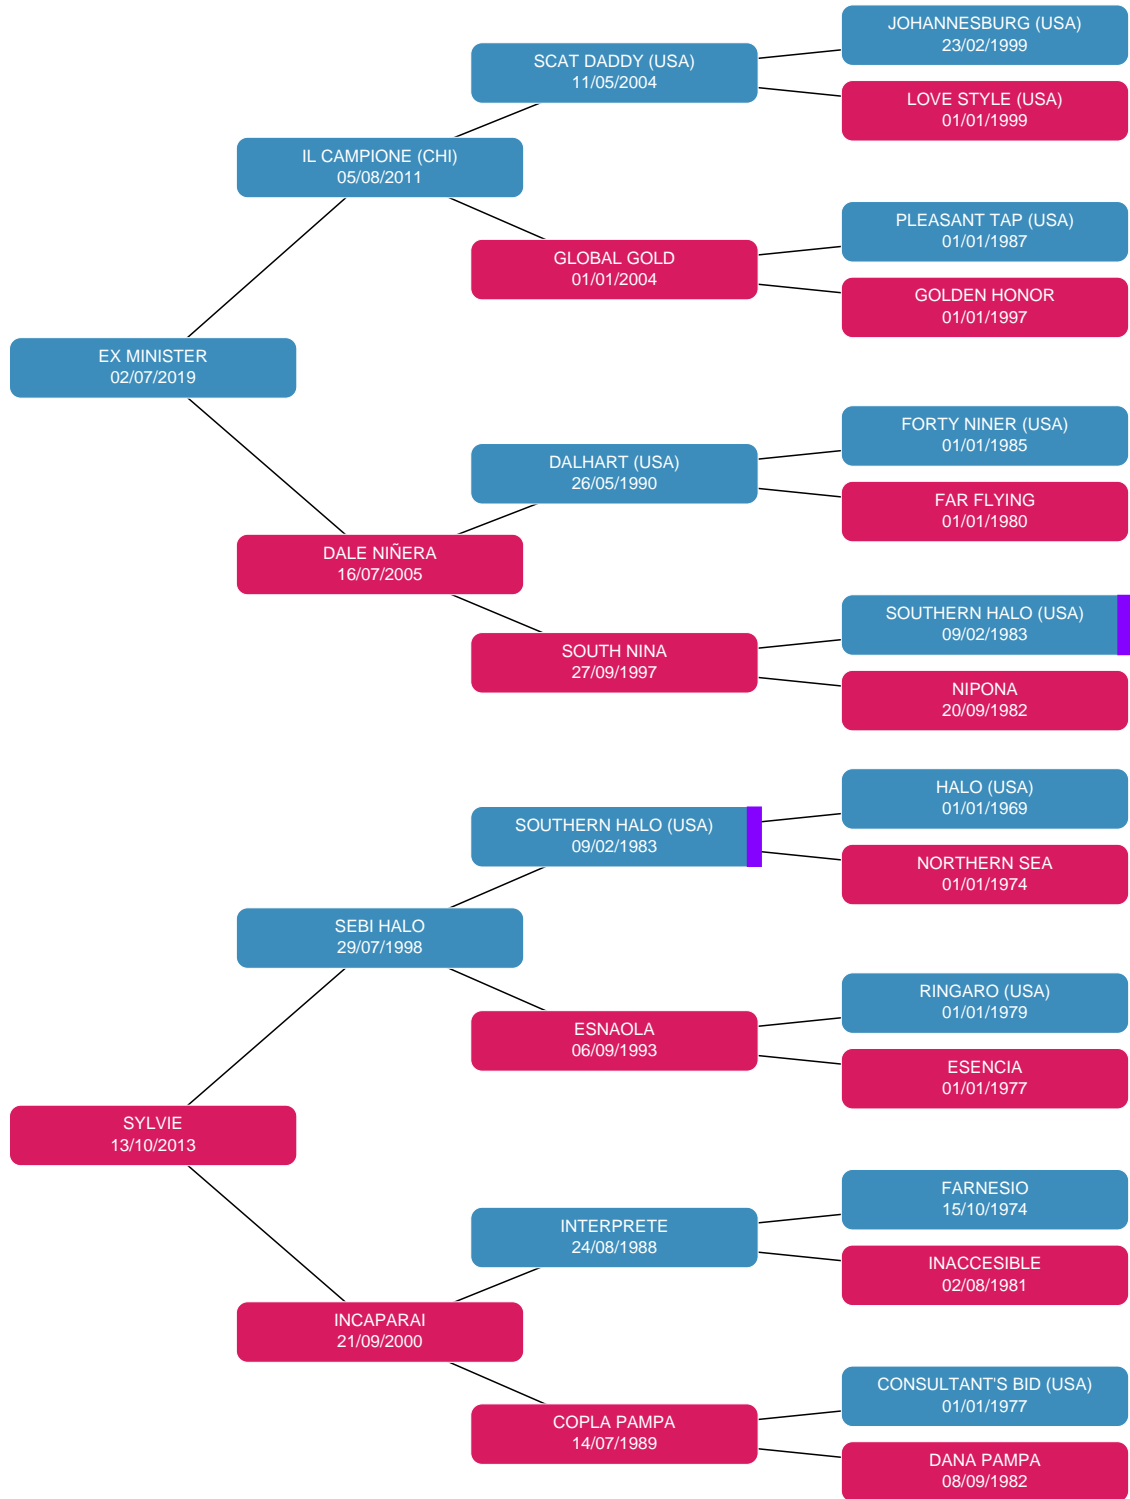 JOHANNESBURG (USA)
23/02/1999
SCAT DADDY (USA)
11/05/2004
LOVE STYLE (USA)
01/01/1999
IL CAMPIONE (CHI)
05/08/2011
PLEASANT TAP (USA)
01/01/1987
GLOBAL GOLD
01/01/2004
GOLDEN HONOR
01/01/1997
EX MINISTER
02/07/2019
FORTY NINER (USA)
01/01/1985
DALHART (USA)
26/05/1990
FAR FLYING
01/01/1980
DALE NIÑERA
16/07/2005
SOUTHERN HALO (USA)
09/02/1983
SOUTH NINA
27/09/1997
NIPONA
20/09/1982
HALO (USA)
01/01/1969
SOUTHERN HALO (USA)
09/02/1983
NORTHERN SEA
01/01/1974
SEBI HALO
29/07/1998
RINGARO (USA)
01/01/1979
ESNAOLA
06/09/1993
ESENCIA
01/01/1977
SYLVIE
13/10/2013
FARNESIO
15/10/1974
INTERPRETE
24/08/1988
INACCESIBLE
02/08/1981
INCAPARAI
21/09/2000
CONSULTANT'S BID (USA)
01/01/1977
COPLA PAMPA
14/07/1989
DANA PAMPA
08/09/1982